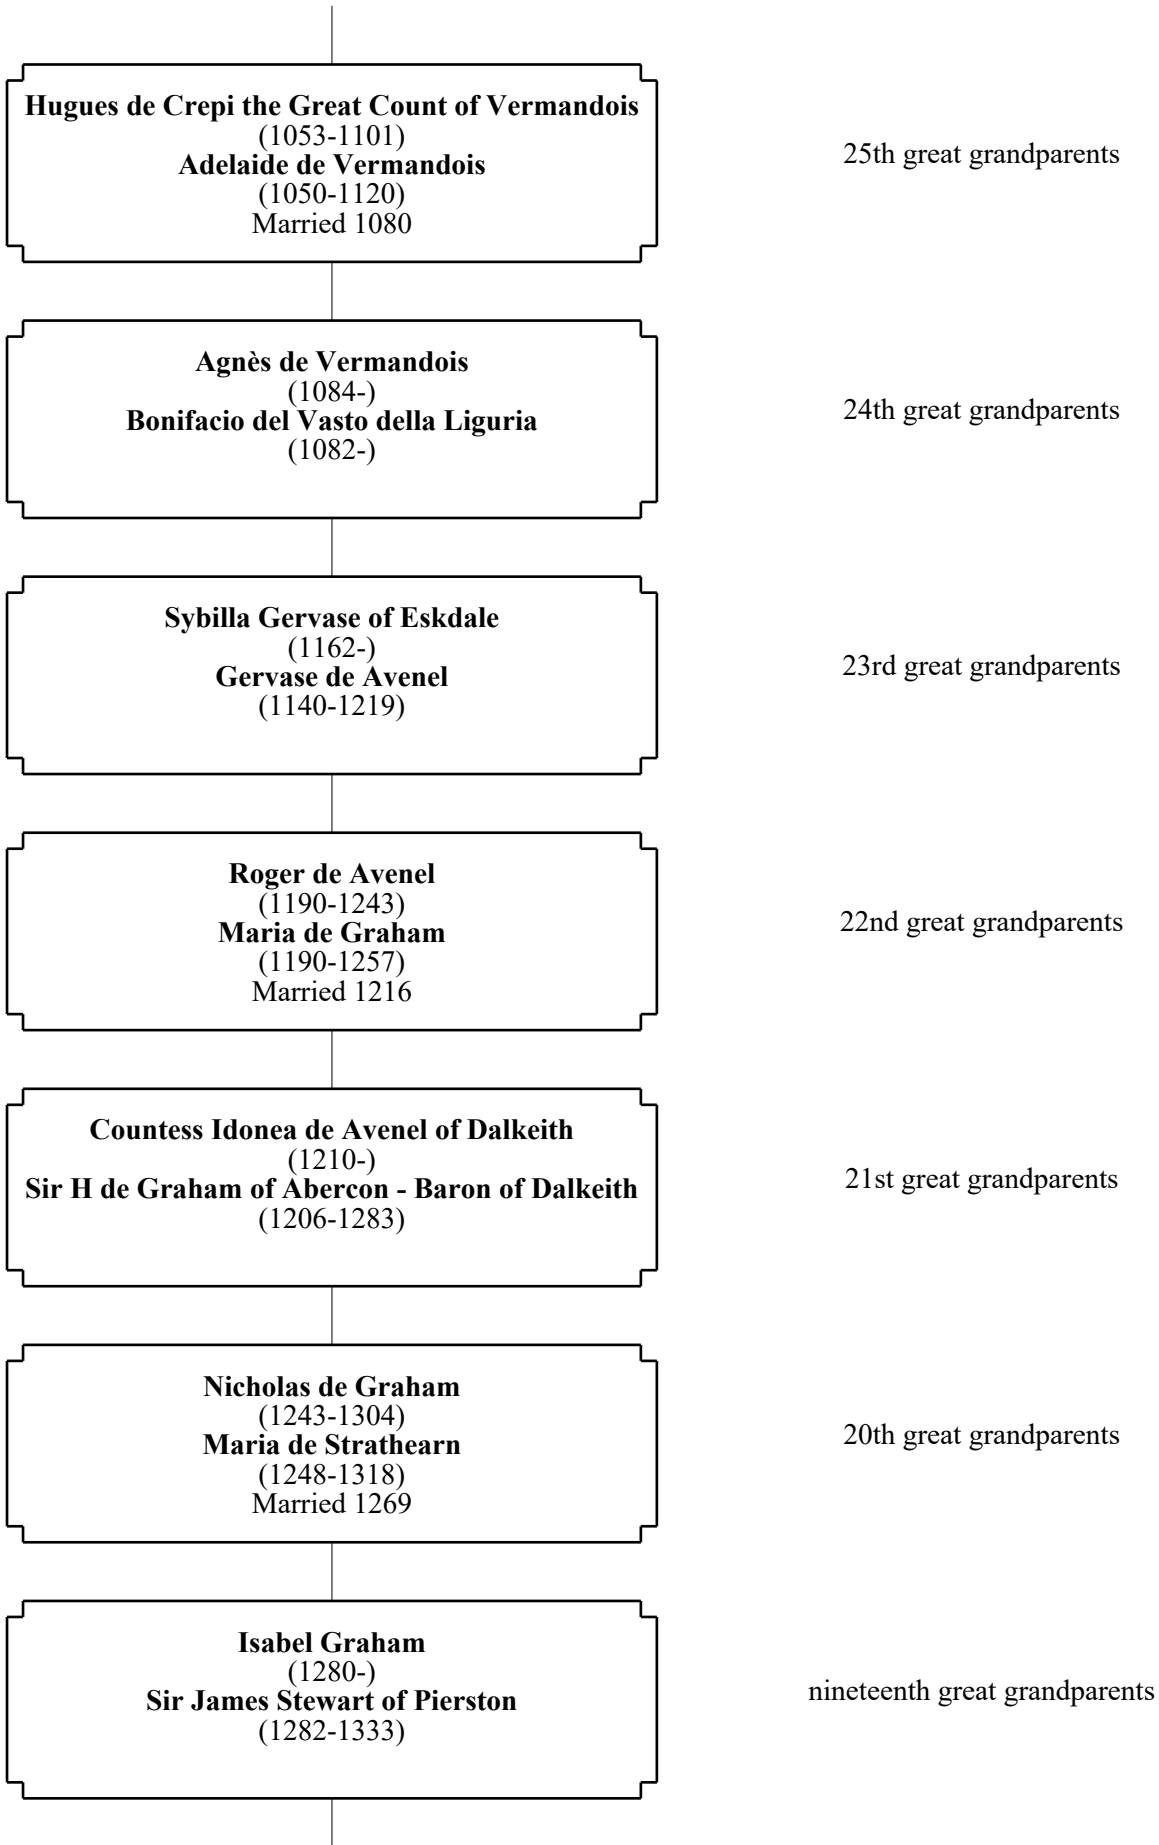 Hugues de Crepi the Great Count of Vermandois
(1053-1101)
Adelaide de Vermandois
(1050-1120)
Married 1080
25th great grandparents
Agnès de Vermandois
(1084-)
Bonifacio del Vasto della Liguria
(1082-)
24th great grandparents
Sybilla Gervase of Eskdale
(1162-)
Gervase de Avenel
(1140-1219)
23rd great grandparents
Roger de Avenel
(1190-1243)
Maria de Graham
(1190-1257)
Married 1216
22nd great grandparents
Countess Idonea de Avenel of Dalkeith
(1210-)
Sir H de Graham of Abercon - Baron of Dalkeith
(1206-1283)
21st great grandparents
Nicholas de Graham
(1243-1304)
Maria de Strathearn
(1248-1318)
Married 1269
20th great grandparents
Isabel Graham
(1280-)
Sir James Stewart of Pierston
(1282-1333)
nineteenth great grandparents